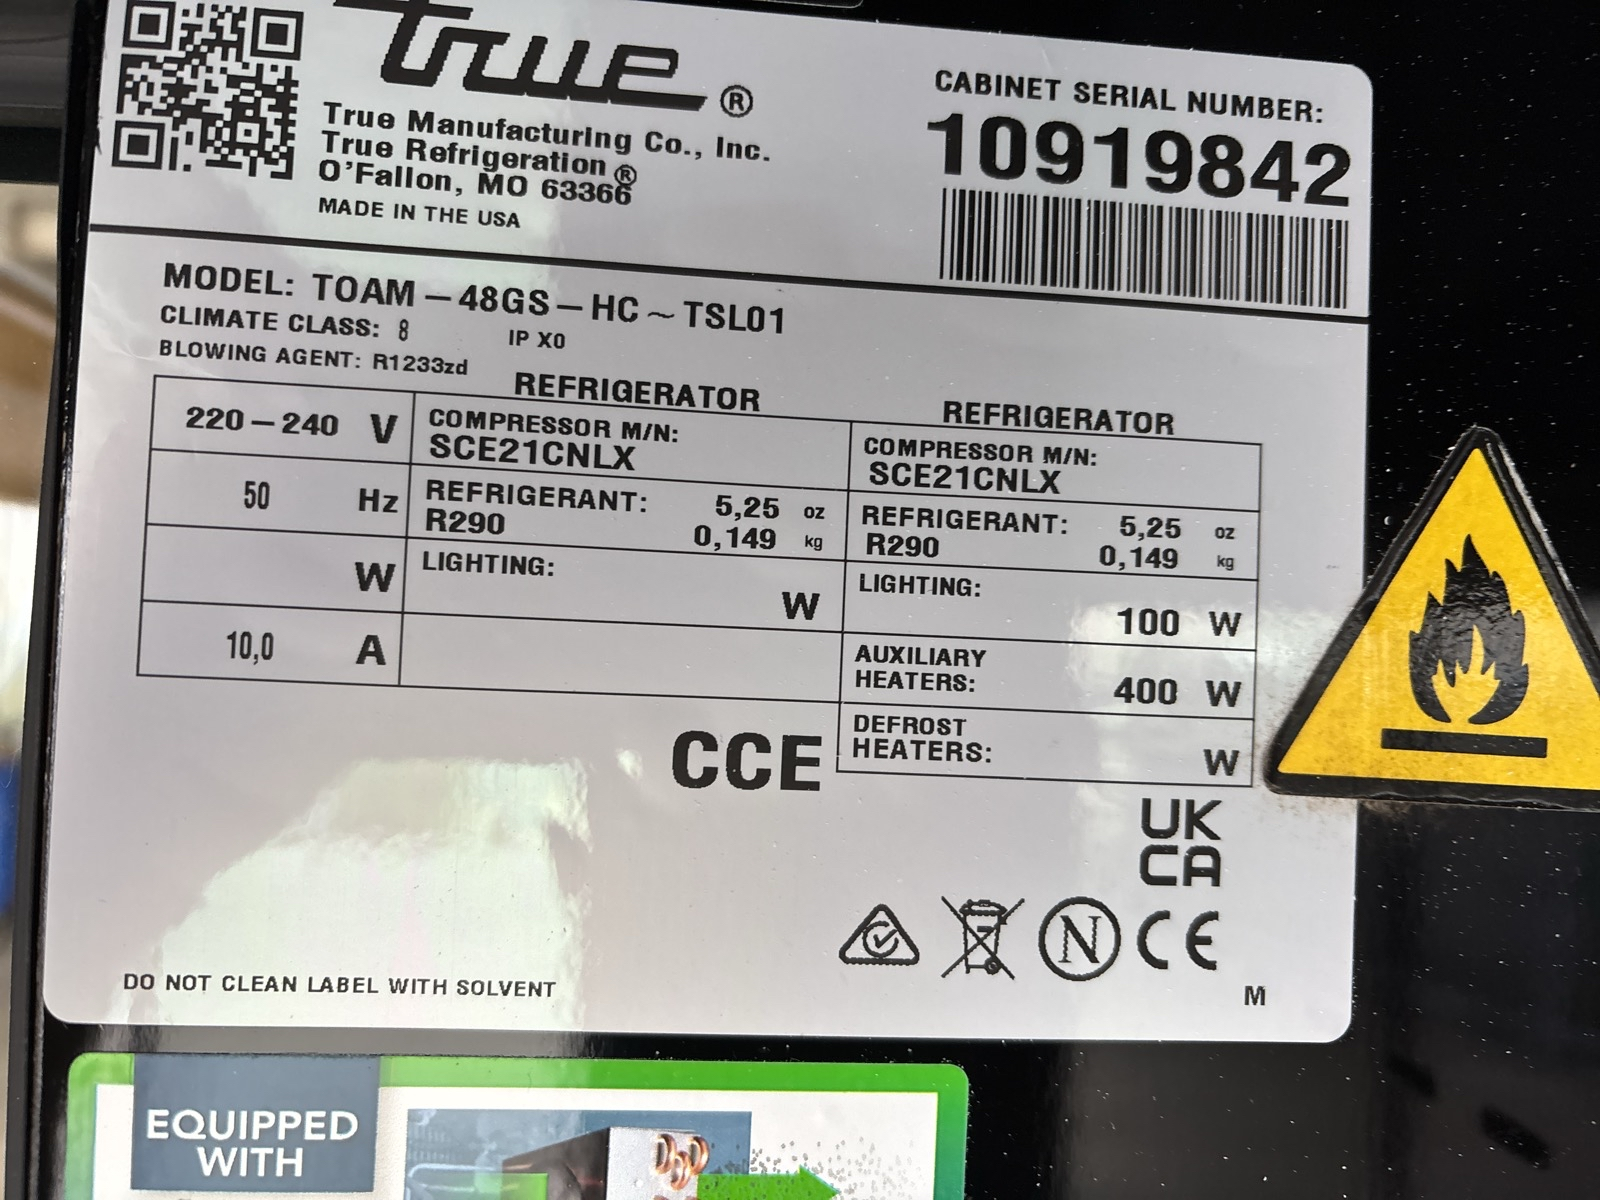 True ®
True Manufacturing Co., Inc.
True Refrigeration ®
O'Fallon, MO 63366
MADE IN THE USA
CABINET SERIAL NUMBER:
10919842
MODEL: TOAM – 48GS – HC ~ TSL01
CLIMATE CLASS: 8 IP X0
BLOWING AGENT: R1233zd
220 – 240 V
50 Hz
W
10,0 A
REFRIGERATOR
COMPRESSOR M/N:
SCE21CNLX
REFRIGERANT: 5,25 oz
R290 0,149 kg
LIGHTING:
W
REFRIGERATOR
COMPRESSOR M/N:
SCE21CNLX
REFRIGERANT: 5,25 oz
R290 0,149 kg
LIGHTING:
100 W
AUXILIARY
HEATERS: 400 W
DEFROST
HEATERS: W
CCE
UK
CA
N CE
M
DO NOT CLEAN LABEL WITH SOLVENT
EQUIPPED
WITH